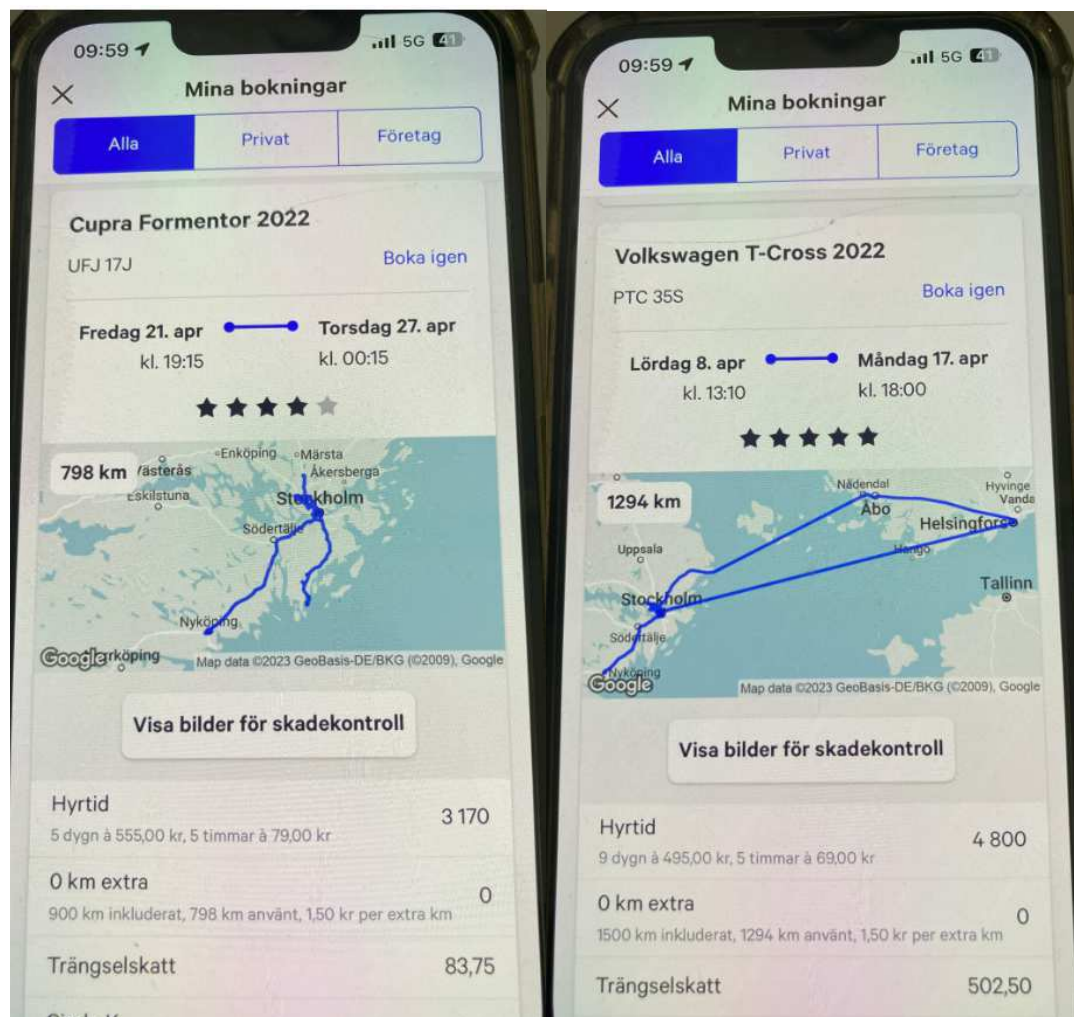 09:59
5G 41
Mina bokningar
Alla
Privat
Företag
Cupra Formentor 2022
UFJ 17J
Boka igen
Fredag 21. apr
Torsdag 27. apr
kl. 19:15
kl. 00:15
798 km
Västerås
Enköping
Märsta
Åkersberga
Eskilstuna
Stockholm
Södertälje
Nyköping
Google
rrköping
Map data ©2023 GeoBasis-DE/BKG (©2009), Google
Visa bilder för skadekontroll
Hyrtid
3 170
5 dygn à 555,00 kr, 5 timmar à 79,00 kr
0 km extra
0
900 km inkluderat, 798 km använt, 1,50 kr per extra km
Trängselskatt
83,75
09:59
5G 41
Mina bokningar
Alla
Privat
Företag
Volkswagen T-Cross 2022
PTC 35S
Boka igen
Lördag 8. apr
Måndag 17. apr
kl. 13:10
kl. 18:00
1294 km
Nådendal
Åbo
Hyvinge
Vanda
Helsingfors
Hangö
Uppsala
Tallinn
Stockholm
Södertälje
Nyköping
Google
Map data ©2023 GeoBasis-DE/BKG (©2009), Google
Visa bilder för skadekontroll
Hyrtid
4 800
9 dygn à 495,00 kr, 5 timmar à 69,00 kr
0 km extra
0
1500 km inkluderat, 1294 km använt, 1,50 kr per extra km
Trängselskatt
502,50